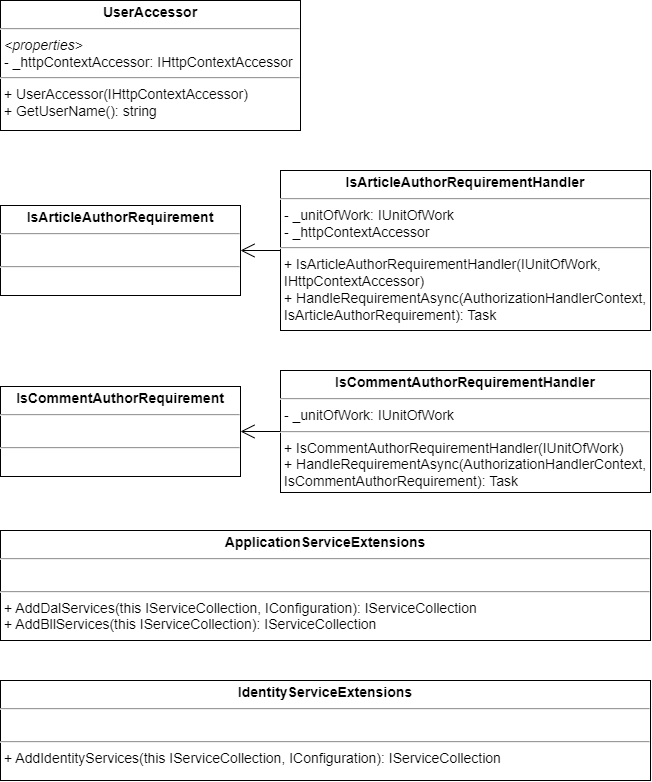 UserAccessor
<properties>
- _httpContextAccessor: IHttpContextAccessor
+ UserAccessor(IHttpContextAccessor)
+ GetUserName(): string
IsArticleAuthorRequirement
IsArticleAuthorRequirementHandler
- _unitOfWork: IUnitOfWork
- _httpContextAccessor
+ IsArticleAuthorRequirementHandler(IUnitOfWork,
IHttpContextAccessor)
+ HandleRequirementAsync(AuthorizationHandlerContext,
IsArticleAuthorRequirement): Task
IsCommentAuthorRequirement
IsCommentAuthorRequirementHandler
- _unitOfWork: IUnitOfWork
+ IsCommentAuthorRequirementHandler(IUnitOfWork)
+ HandleRequirementAsync(AuthorizationHandlerContext,
IsCommentAuthorRequirement): Task
ApplicationServiceExtensions
+ AddDalServices(this IServiceCollection, IConfiguration): IServiceCollection
+ AddBllServices(this IServiceCollection): IServiceCollection
IdentityServiceExtensions
+ AddIdentityServices(this IServiceCollection, IConfiguration): IServiceCollection